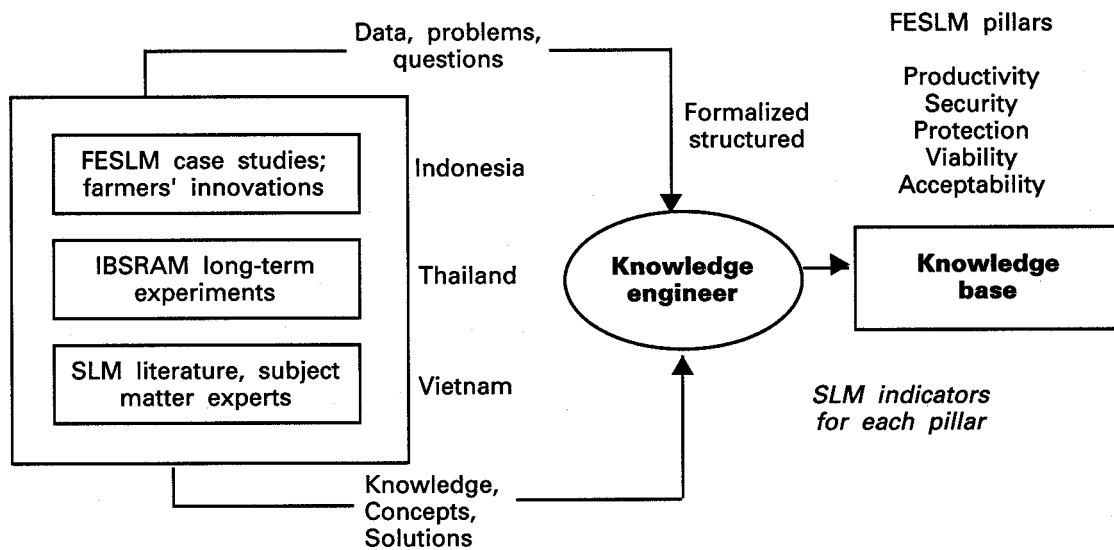 Data, problems,
questions
FESLM case studies;
farmers' innovations
IBSRAM long-term
experiments
SLM literature, subject
matter experts
Indonesia
Thailand
Vietnam
Knowledge,
Concepts,
Solutions
Formalized
structured
Knowledge
engineer
FESLM pillars
Productivity
Security
Protection
Viability
Acceptability
Knowledge
base
SLM indicators
for each pillar